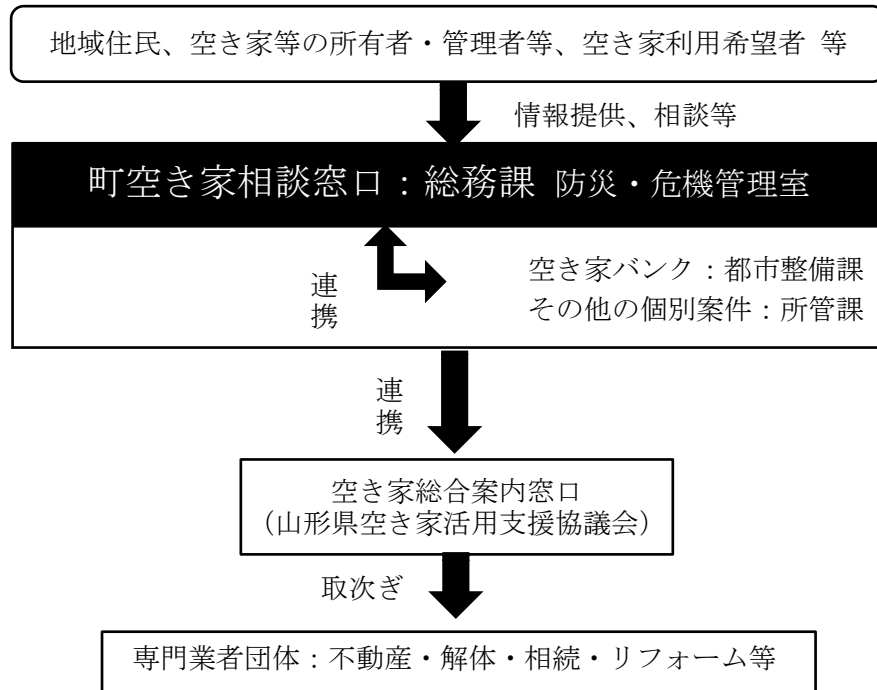 地域住民、空き家等の所有者・管理者等、空き家利用希望者 等
情報提供、相談等
町空き家相談窓口：総務課 防災・危機管理室
連携
空き家バンク：都市整備課
その他の個別案件：所管課
連携
空き家総合案内窓口
（山形県空き家活用支援協議会）
取次ぎ
専門業者団体：不動産・解体・相続・リフォーム等